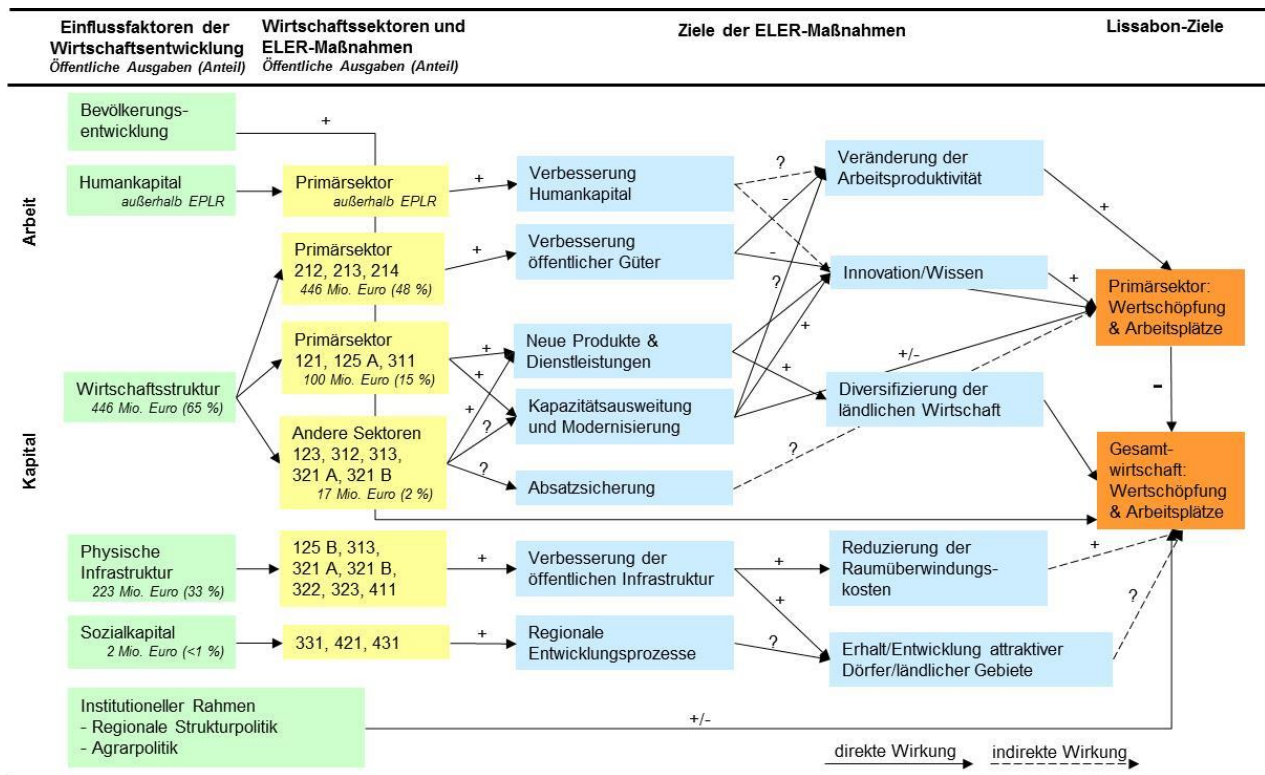 Einflussfaktoren der
Wirtschaftsentwicklung
Öffentliche Ausgaben (Anteil)
Wirtschaftssektoren und
ELER-Maßnahmen
Öffentliche Ausgaben (Anteil)
Ziele der ELER-Maßnahmen
Lissabon-Ziele
Arbeit
Kapital
Bevölkerungs-
entwicklung
+
Humankapital
außerhalb EPLR
Primärsektor
außerhalb EPLR
+
Verbesserung
Humankapital
?
-
Veränderung der
Arbeitsproduktivität
+
Primärsektor
212, 213, 214
446 Mio. Euro (48 %)
+
Verbesserung
öffentlicher Güter
-
?
+
Innovation/Wissen
+
Primärsektor:
Wertschöpfung
& Arbeitsplätze
Wirtschaftsstruktur
446 Mio. Euro (65 %)
Primärsektor
121, 125 A, 311
100 Mio. Euro (15 %)
+
+
+
?
?
Neue Produkte &
Dienstleistungen
+
+/-
Kapazitätsausweitung
und Modernisierung
Diversifizierung der
ländlichen Wirtschaft
-
Andere Sektoren
123, 312, 313,
321 A, 321 B
17 Mio. Euro (2 %)
Absatzsicherung
?
Gesamt-
wirtschaft:
Wertschöpfung
& Arbeitsplätze
Physische
Infrastruktur
223 Mio. Euro (33 %)
125 B, 313,
321 A, 321 B,
322, 323, 411
+
Verbesserung der
öffentlichen Infrastruktur
+
+
Reduzierung der
Raumüberwindungs-
kosten
+
?
Sozialkapital
2 Mio. Euro (<1 %)
331, 421, 431
+
Regionale
Entwicklungsprozesse
?
Erhalt/Entwicklung attraktiver
Dörfer/ländlicher Gebiete
Institutioneller Rahmen
- Regionale Strukturpolitik
- Agrarpolitik
+/-
direkte Wirkung
indirekte Wirkung